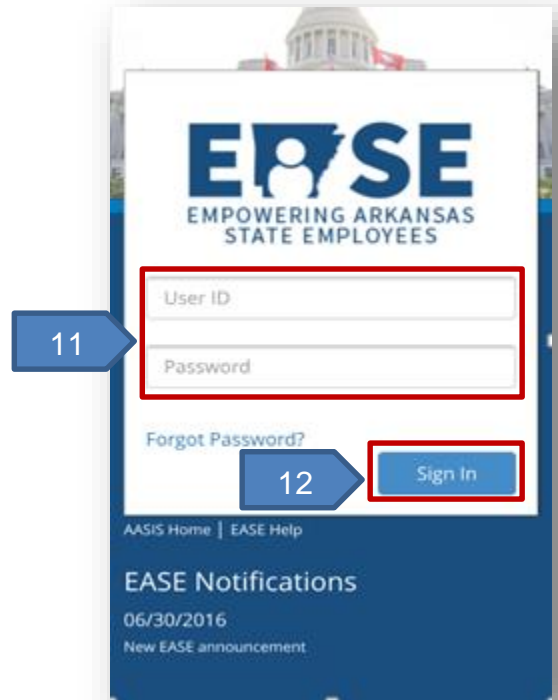 EASE
EMPOWERING ARKANSAS
STATE EMPLOYEES
User ID
11
Password
Forgot Password?
12
Sign In
AASIS Home | EASE Help
EASE Notifications
06/30/2016
New EASE announcement